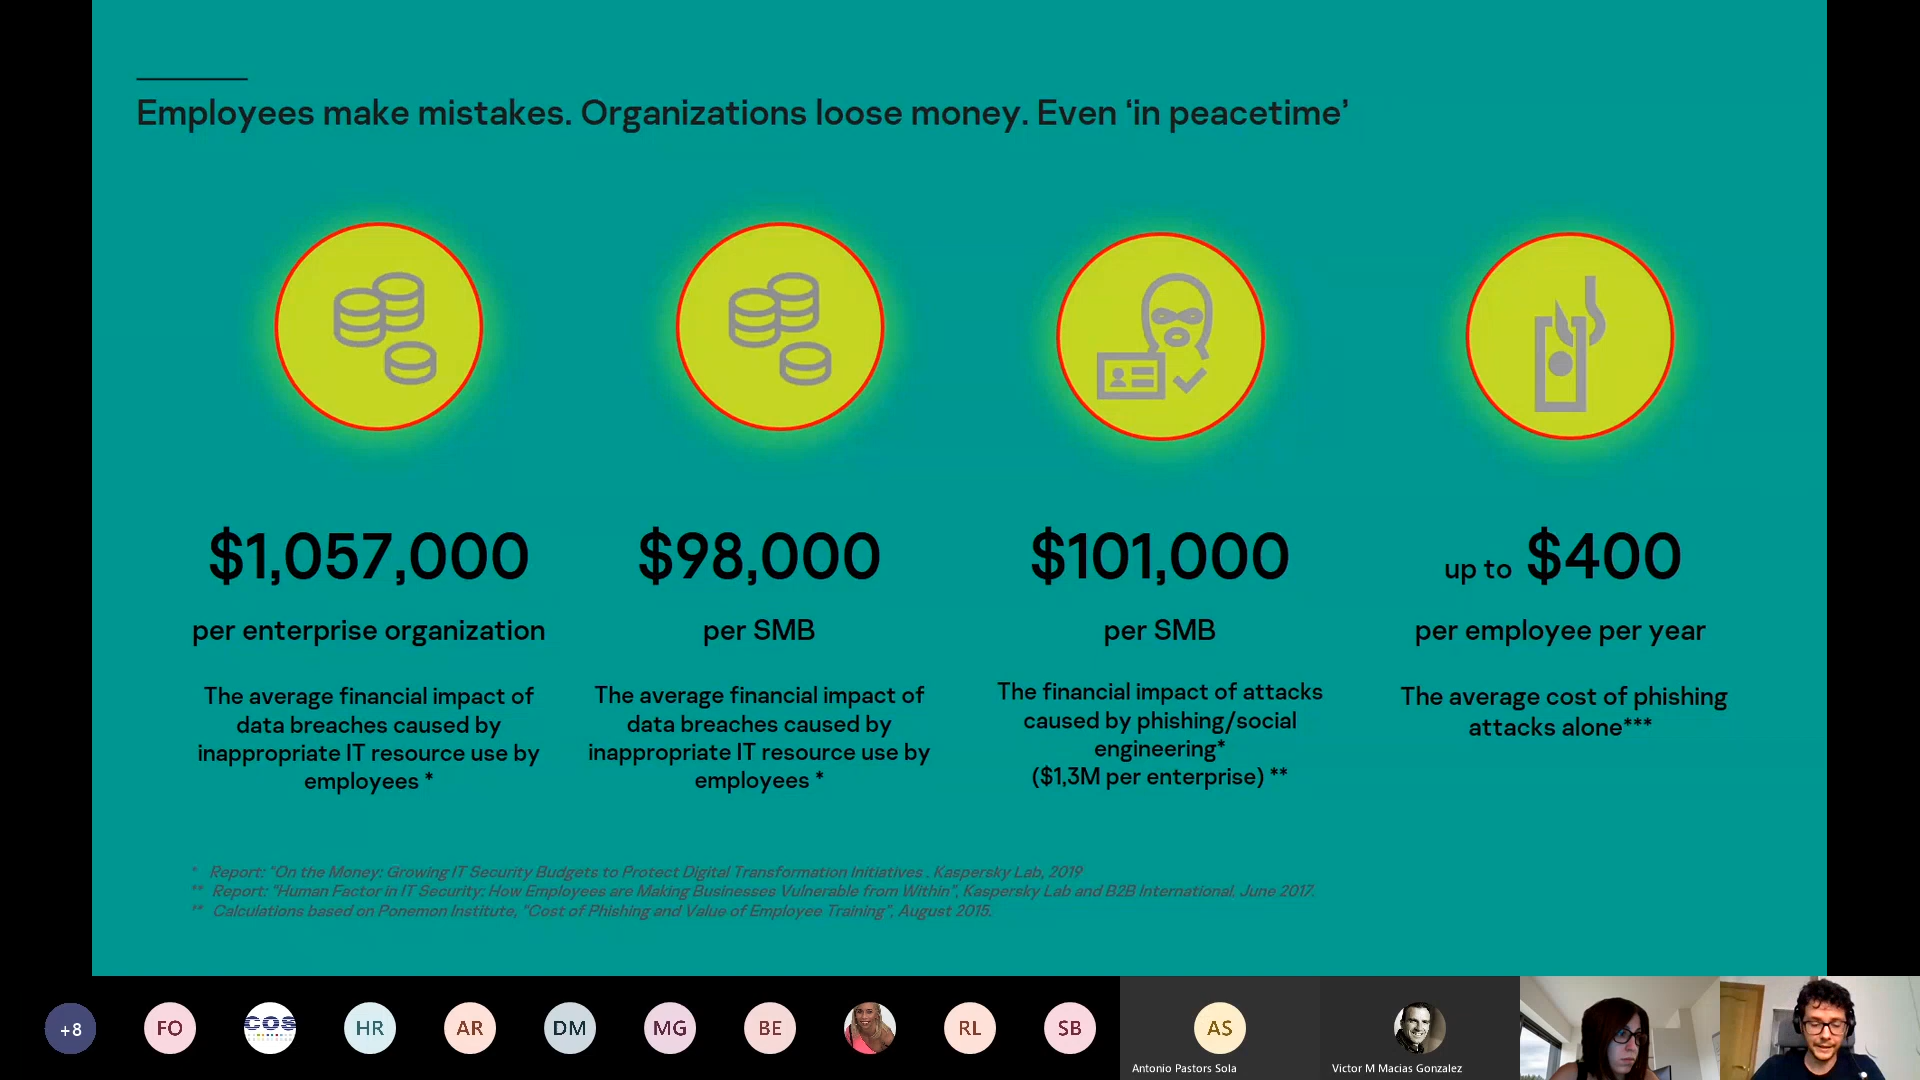 Employees make mistakes. Organizations loose money. Even ‘in peacetime’
$1,057,000
per enterprise organization
The average financial impact of
data breaches caused by
inappropriate IT resource use by
employees *
$98,000
per SMB
The average financial impact of
data breaches caused by
inappropriate IT resource use by
employees *
$101,000
per SMB
The financial impact of attacks
caused by phishing/social
engineering*
($1,3M per enterprise) **
up to $400
per employee per year
The average cost of phishing
attacks alone***
* Report: “On the Money: Growing IT Security Budgets to Protect Digital Transformation Initiatives . Kaspersky Lab, 2019
** Report: “Human Factor in IT Security: How Employees are Making Businesses Vulnerable from Within”, Kaspersky Lab and B2B International. June 2017.
** Calculations based on Ponemon Institute, “Cost of Phishing and Value of Employee Training”, August 2015.
+8
FO
COS
HR
AR
DM
MG
BE
RL
SB
AS
Antonio Pastors Sola
Victor M Macias Gonzalez